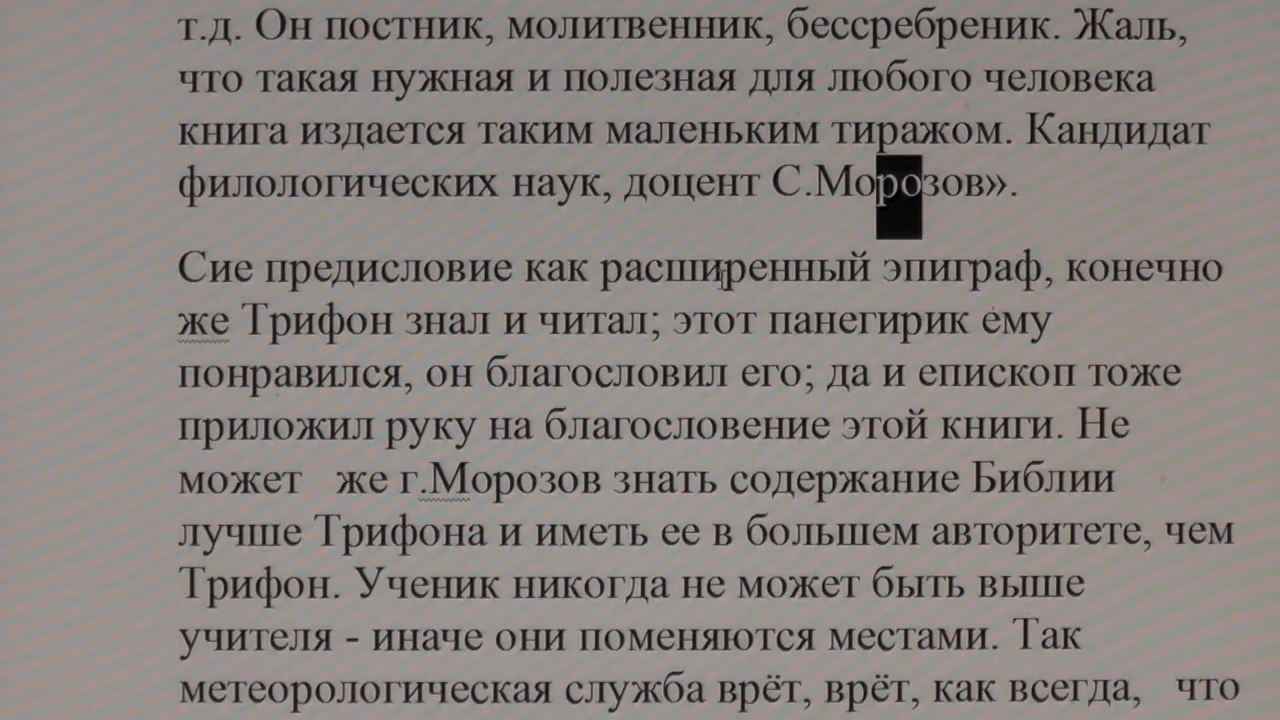 т.д. Он постник, молитвенник, бессребреник. Жаль,
что такая нужная и полезная для любого человека
книга издается таким маленьким тиражом. Кандидат
филологических наук, доцент С.Морозов».
Сие предисловие как расширенный эпиграф, конечно
же Трифон знал и читал; этот панегирик ему
понравился, он благословил его; да и епископ тоже
приложил руку на благословение этой книги. Не
может же г.Морозов знать содержание Библии
лучше Трифона и иметь ее в большем авторитете, чем
Трифон. Ученик никогда не может быть выше
учителя - иначе они поменяются местами. Так
метеорологическая служба врёт, врёт, как всегда, что